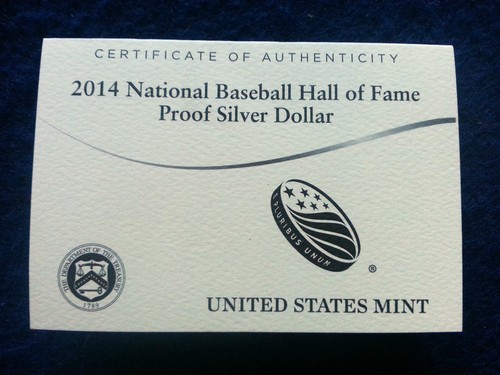 CERTIFICATE OF AUTHENTICITY
2014 National Baseball Hall of Fame
Proof Silver Dollar
E PLURIBUS UNUM
®
THE DEPARTMENT OF THE TREASURY
1789
UNITED STATES MINT